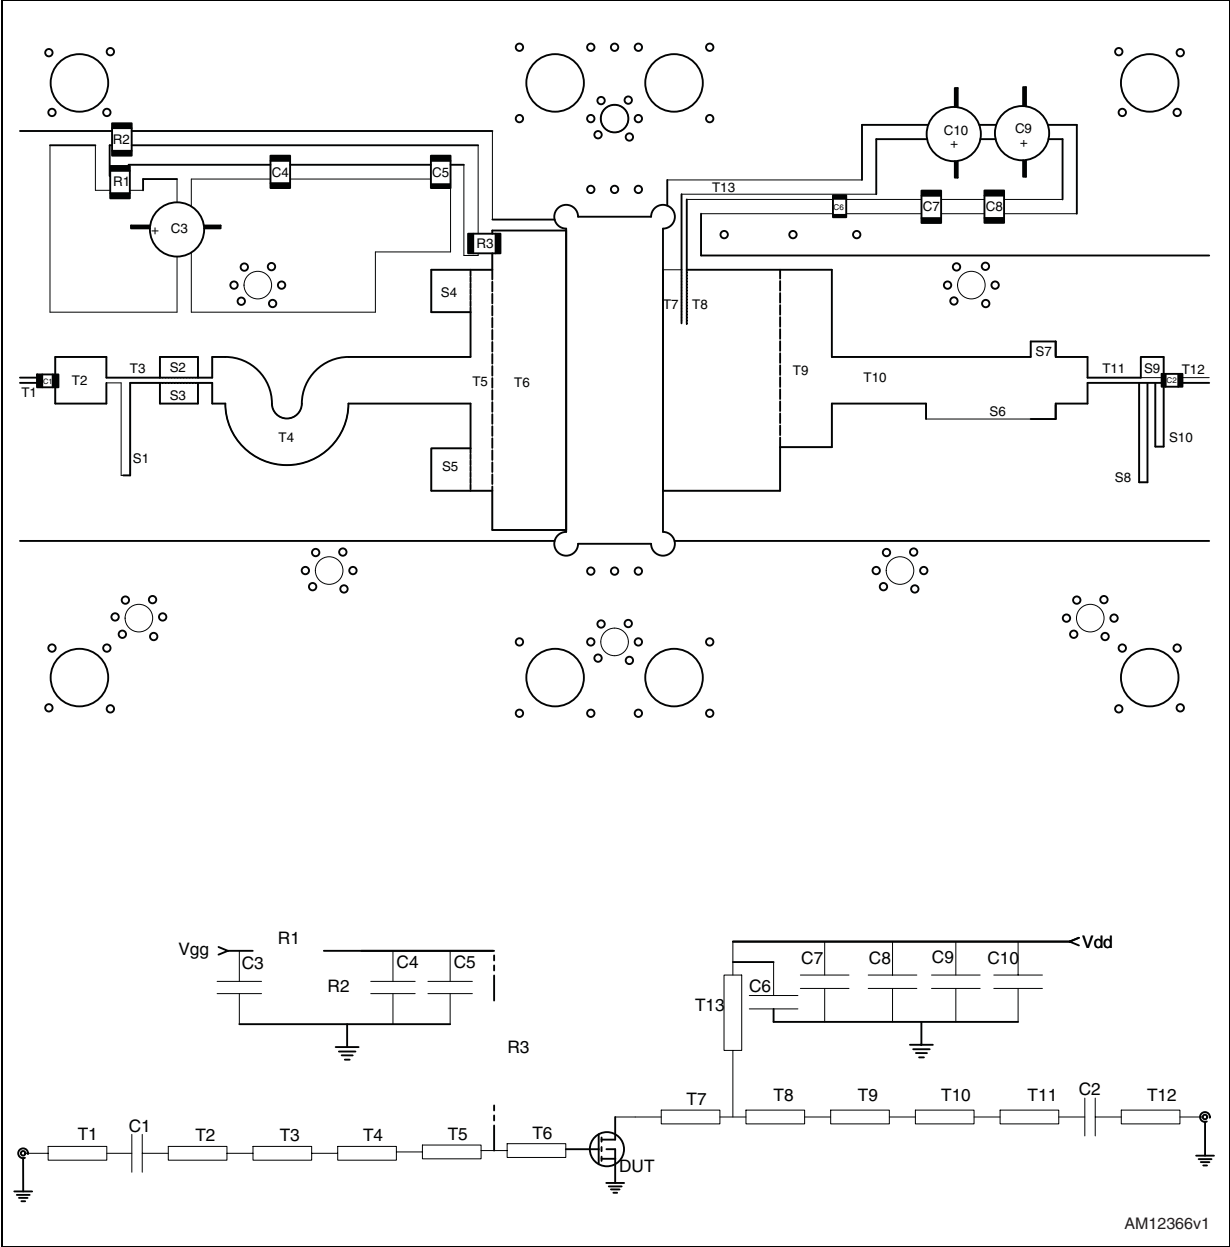 C10
C9
+
+
R2
R1
C4
C5
T13
C6
C7
C8
+
C3
R3
S4
T7
T8
S7
T1
C1
T2
T3
S2
S3
T5
T6
T9
T10
T11
S9
C2
T12
S6
T4
S10
S1
S5
S8
Vgg
R1
C3
R2
C4
C5
R3
Vdd
C7
C8
C9
C10
C6
T13
T7
T8
T9
T10
T11
C2
T12
T1
C1
T2
T3
T4
T5
T6
DUT
AM12366v1